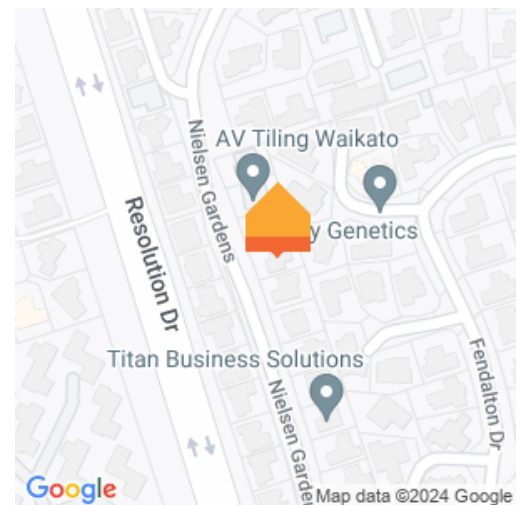 AV Tiling Waikato
Nielsen Gardens
y Genetics
Resolution Dr
Titan Business Solutions
Fendalton Dr
Nielsen Gardens
Google
Map data ©2024 Google